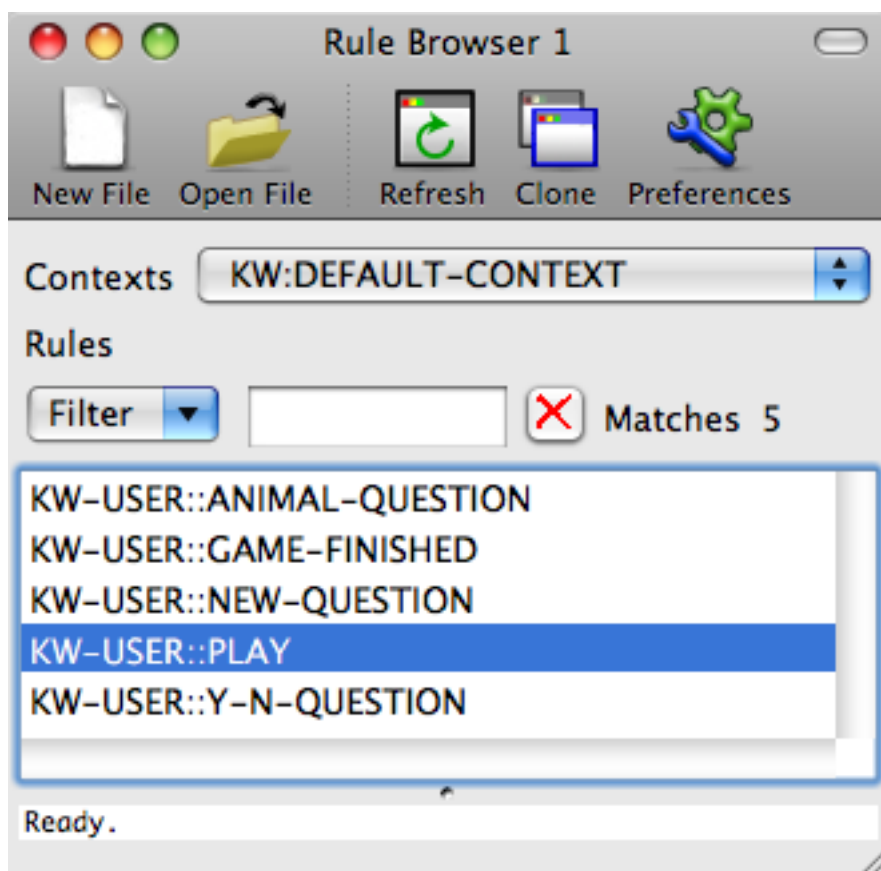 Rule Browser 1
New File Open File Refresh Clone Preferences
Contexts KW:DEFAULT-CONTEXT
Rules
Filter Matches 5
KW-USER::ANIMAL-QUESTION
KW-USER::GAME-FINISHED
KW-USER::NEW-QUESTION
KW-USER::PLAY
KW-USER::Y-N-QUESTION
Ready.